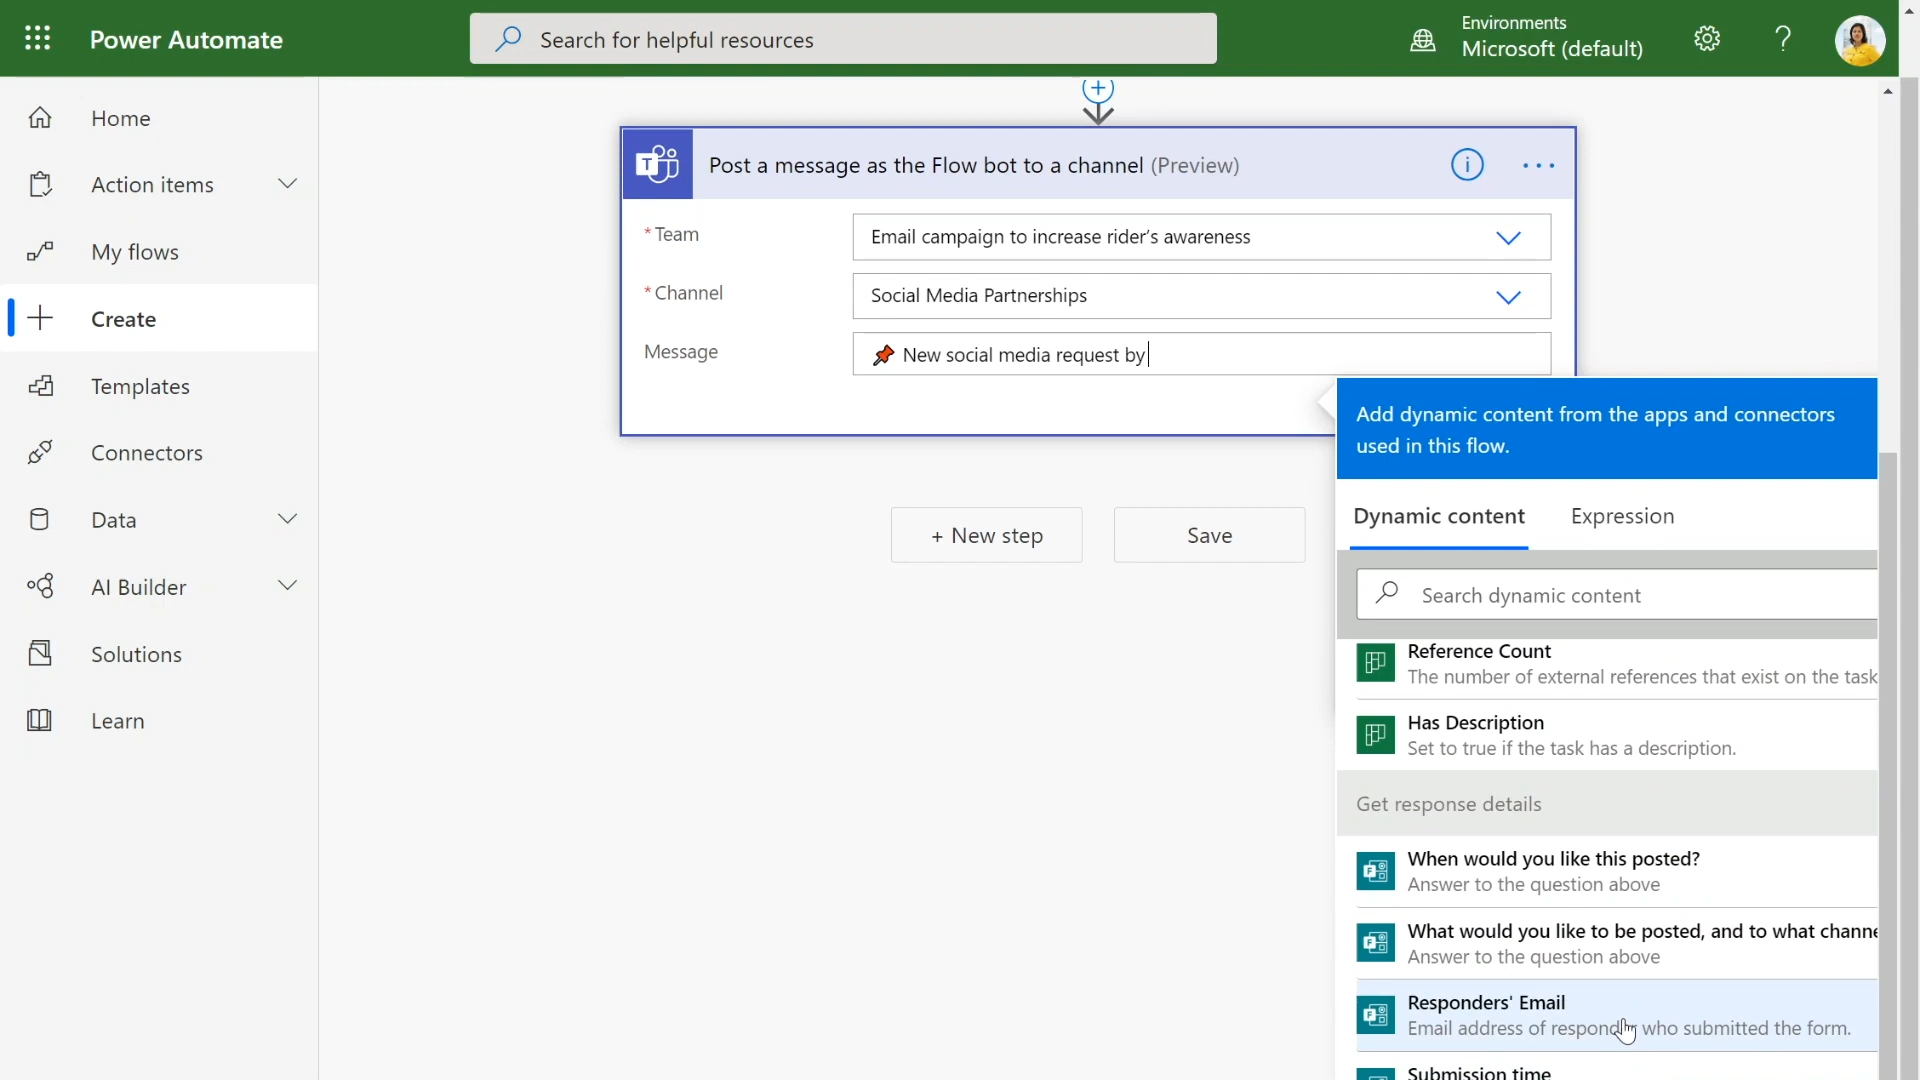 Power Automate
Search for helpful resources
Environments
Microsoft (default)
?
Home
Action items
My flows
Create
Templates
Connectors
Data
AI Builder
Solutions
Learn
T
Post a message as the Flow bot to a channel (Preview)
i
* Team
Email campaign to increase rider's awareness
* Channel
Social Media Partnerships
Message
📌 New social media request by
+ New step
Save
Add dynamic content from the apps and connectors
used in this flow.
Dynamic content
Expression
Search dynamic content
Reference Count
The number of external references that exist on the task
Has Description
Set to true if the task has a description.
Get response details
F
When would you like this posted?
Answer to the question above
F
What would you like to be posted, and to what channe
Answer to the question above
F
Responders' Email
Email address of responder who submitted the form.
Submission time